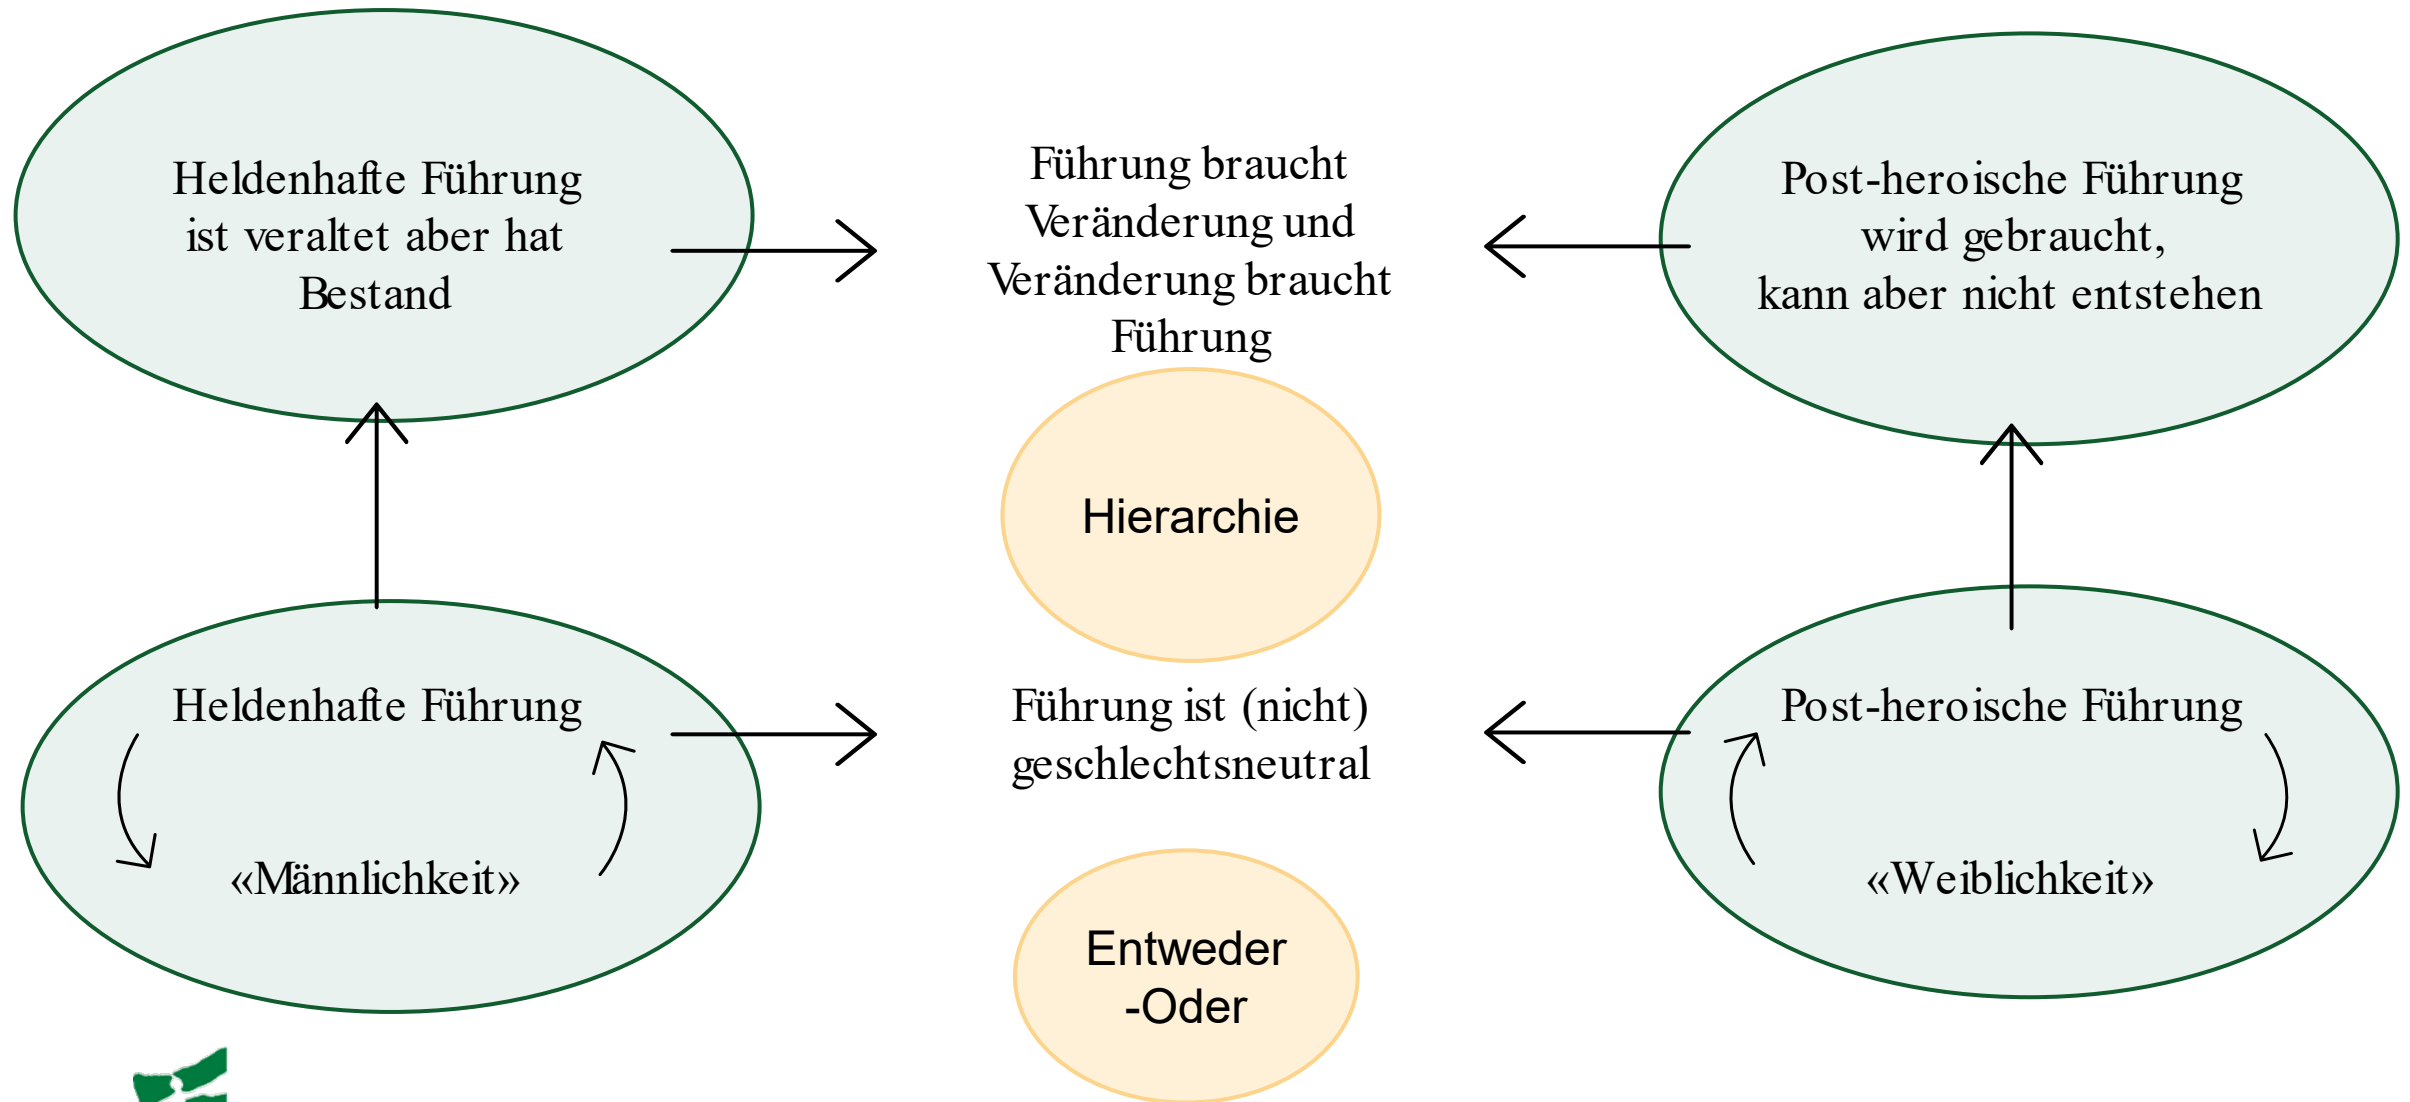 Heldenhafte Führung
ist veraltet aber hat
Bestand
Führung braucht
Veränderung und
Veränderung braucht
Führung
Post-heroische Führung
wird gebraucht,
kann aber nicht entstehen
Hierarchie
Heldenhafte Führung
«Männlichkeit»
Führung ist (nicht)
geschlechtsneutral
Post-heroische Führung
«Weiblichkeit»
Entweder
-Oder